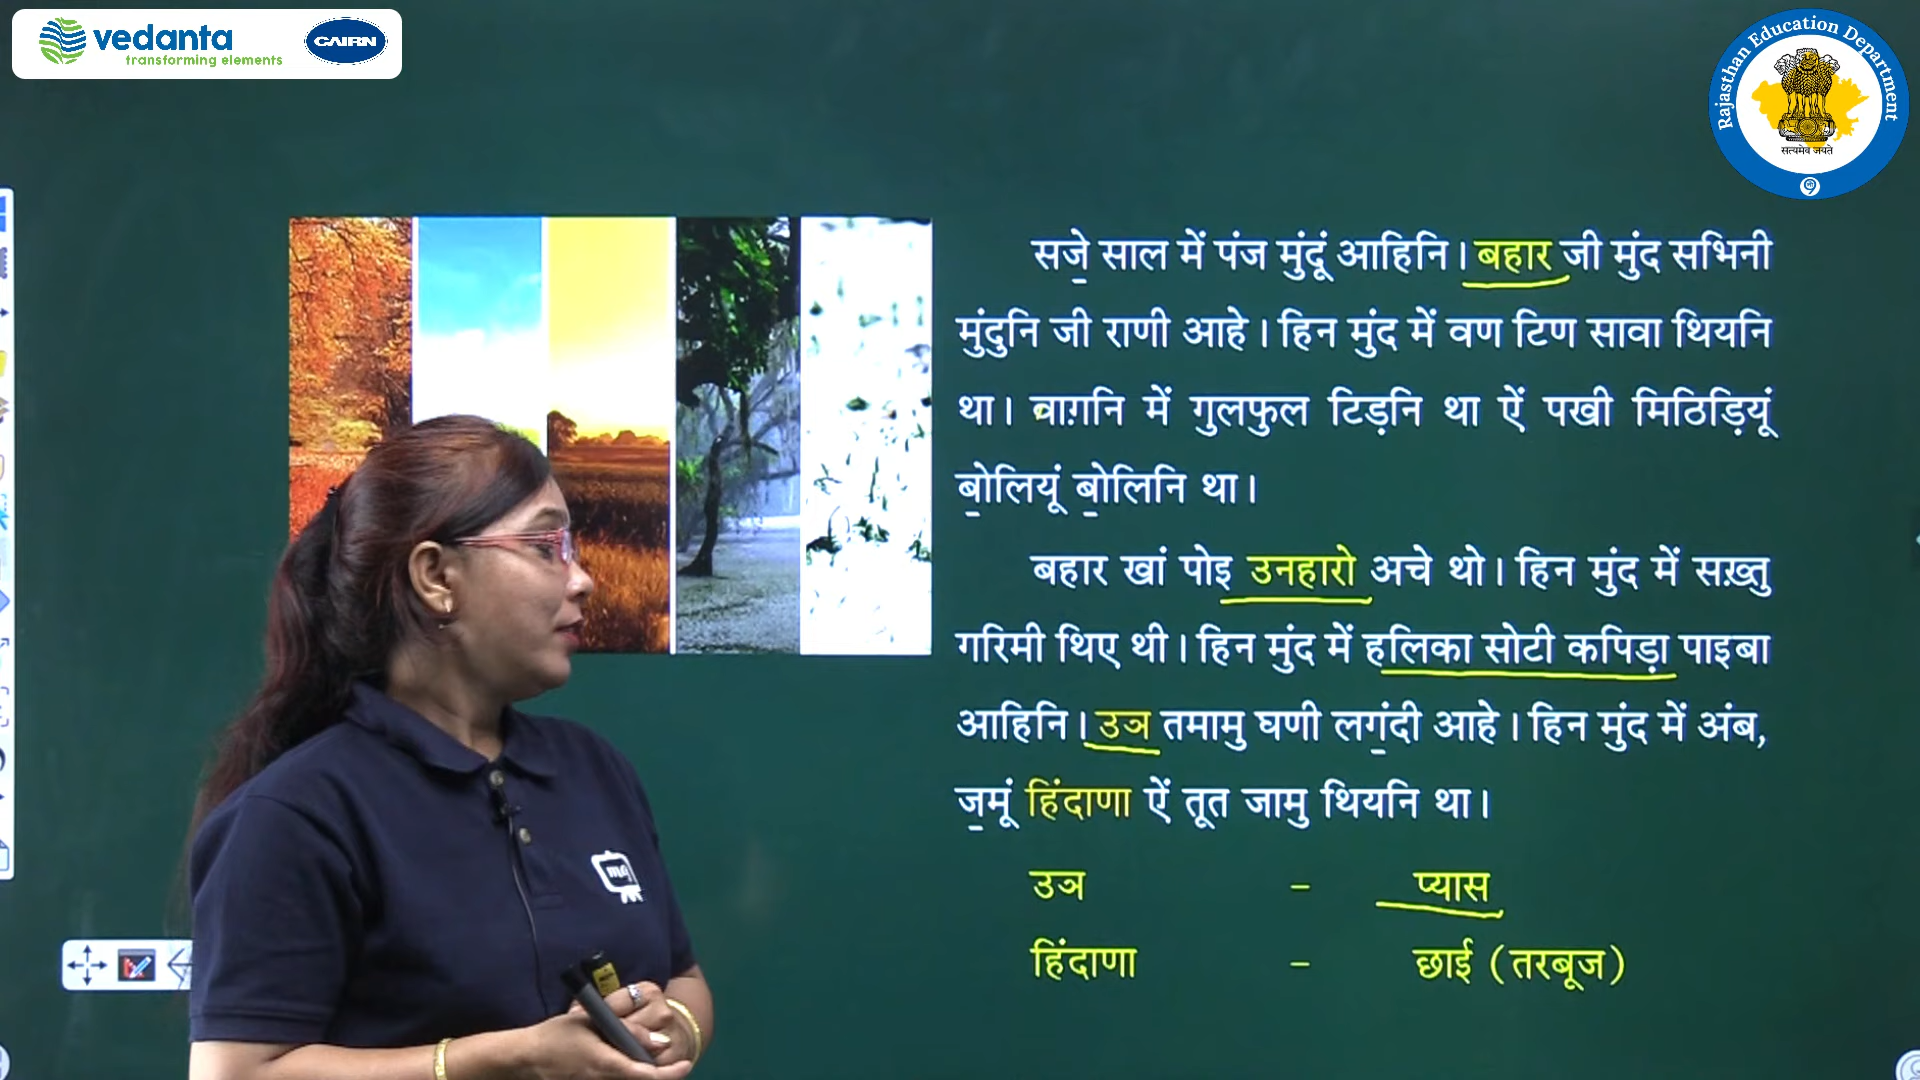 vedanta
transforming elements
CAIRN
Rajasthan Education Department
सत्यमेव जयते
सजे॒ साल में पंज मुंदूं आहिनि। बहार जी मुंद सभिनी
मुंदुनि जी राणी आहे। हिन मुंद में वण टिण सावा थियनि
था। वाग़नि में गुलफुल टिड़नि था ऐं पखी मिठिड़ियूं
ब॒ोलियूं ब॒ोलिनि था।
बहार खां पोइ उनहारो अचे थो। हिन मुंद में सख़्तु
गरिमी थिए थी। हिन मुंद में हलिका सोटी कपिड़ा पाइबा
आहिनि। उञ तमामु घणी लग॒ंदी आहे। हिन मुंद में अंब,
ज॒मूं हिंदाणा ऐं तूत जामु थियनि था।
उञ – प्यास
हिंदाणा – छाई (तरबूज)